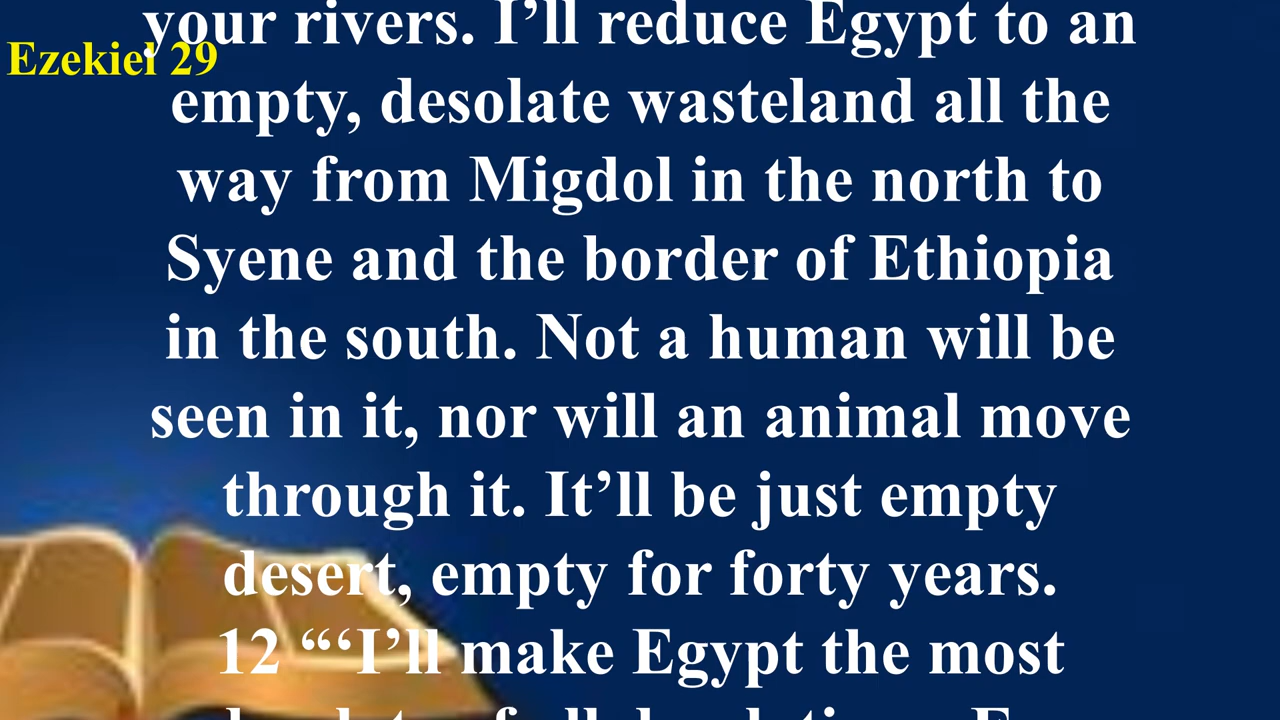 Ezekiel 29
your rivers. I’ll reduce Egypt to an
empty, desolate wasteland all the
way from Migdol in the north to
Syene and the border of Ethiopia
in the south. Not a human will be
seen in it, nor will an animal move
through it. It’ll be just empty
desert, empty for forty years.
12 “‘I’ll make Egypt the most